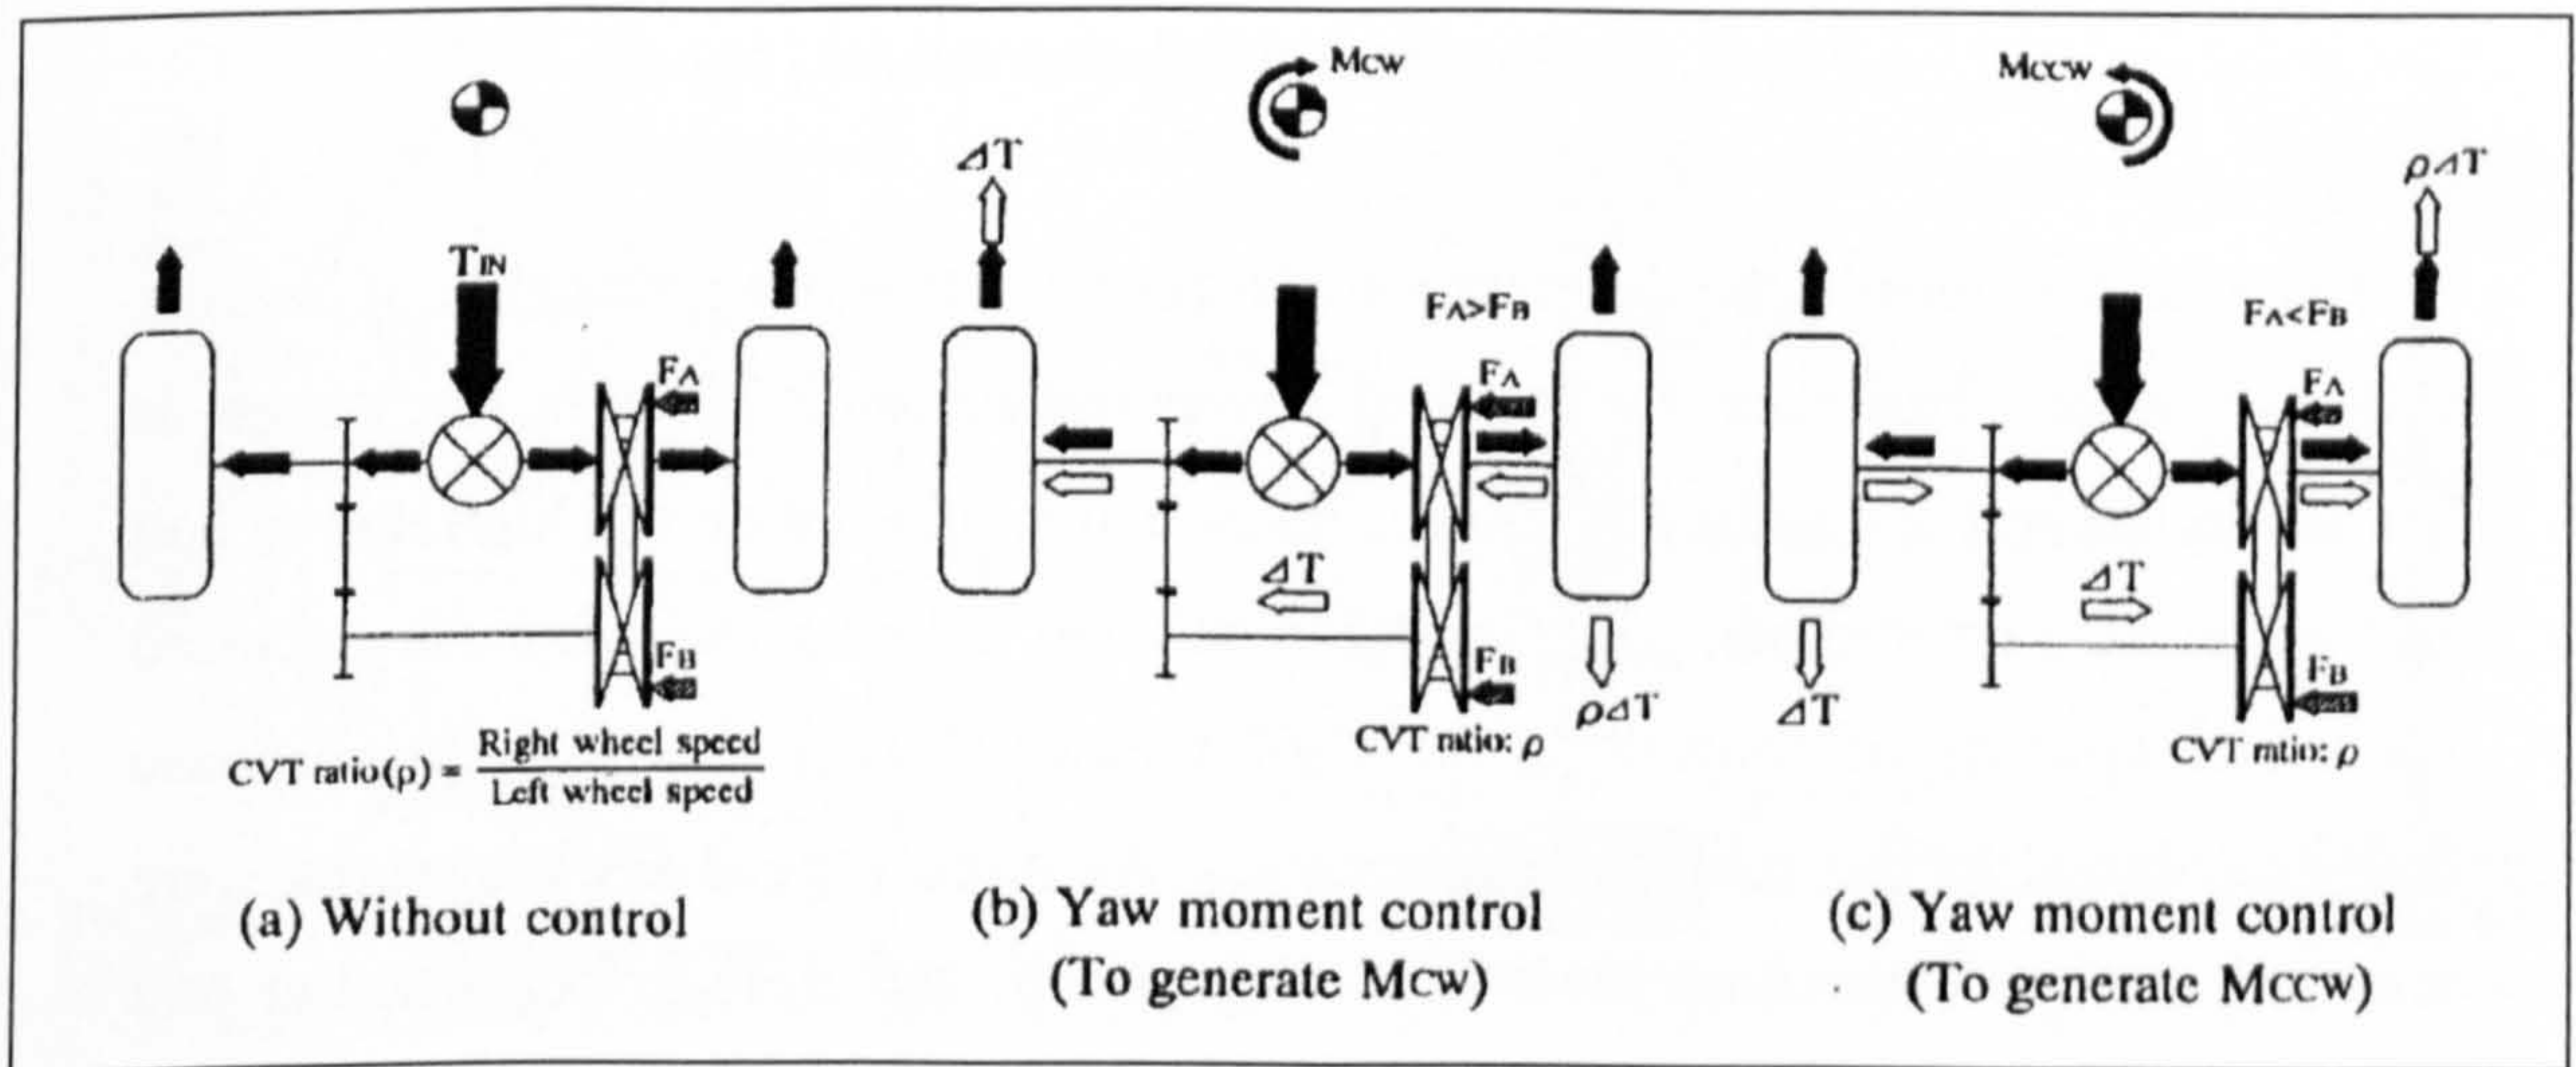 TIN
FA
FB
CVT ratio(ρ) = Right wheel speed
Left wheel speed
(a) Without control
MCW
ΔT
FA>FB
FA
ΔT
FB
ρΔT
CVT ratio: ρ
(b) Yaw moment control
(To generate MCW)
MCCW
ρΔT
FA<FB
FA
ΔT
FB
ΔT
CVT ratio: ρ
(c) Yaw moment control
(To generate MCCW)